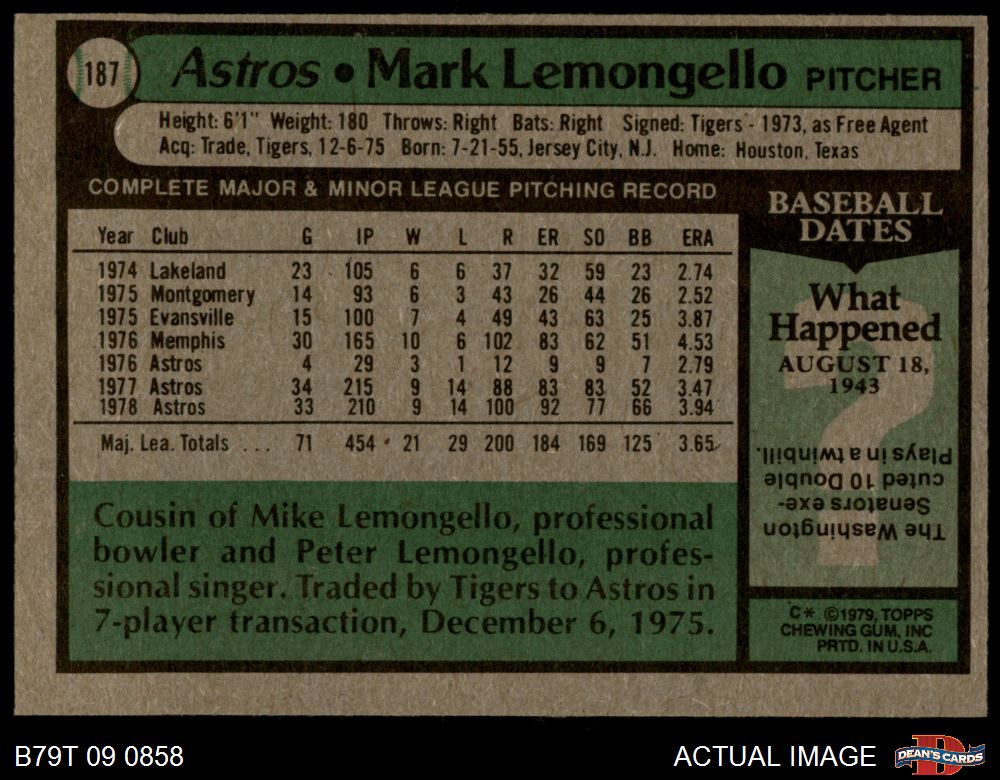 187 Astros • Mark Lemongello PITCHER
Height: 6'1" Weight: 180 Throws: Right Bats: Right Signed: Tigers - 1973, as Free Agent
Acq: Trade, Tigers, 12-6-75 Born: 7-21-55, Jersey City, N.J. Home: Houston, Texas
COMPLETE MAJOR & MINOR LEAGUE PITCHING RECORD
Year Club G IP W L R ER SO BB ERA
1974 Lakeland 23 105 6 6 37 32 59 23 2.74
1975 Montgomery 14 93 6 3 43 26 44 26 2.52
1975 Evansville 15 100 7 4 49 43 63 25 3.87
1976 Memphis 30 165 10 6 102 83 62 51 4.53
1976 Astros 4 29 3 1 12 9 9 7 2.79
1977 Astros 34 215 9 14 88 83 83 52 3.47
1978 Astros 33 210 9 14 100 92 77 66 3.94
Maj. Lea. Totals ... 71 454 21 29 200 184 169 125 3.65
Cousin of Mike Lemongello, professional
bowler and Peter Lemongello, profes-
sional singer. Traded by Tigers to Astros in
7-player transaction, December 6, 1975.
BASEBALL
DATES
What
Happened
AUGUST 18,
1943
?
The Washington
Senators exe-
cuted 10 Double
Plays in a twinbill.
C* ©1979, TOPPS
CHEWING GUM, INC
PRTD. IN U.S.A.
B79T 09 0858
ACTUAL IMAGE
D
DEAN'S CARDS